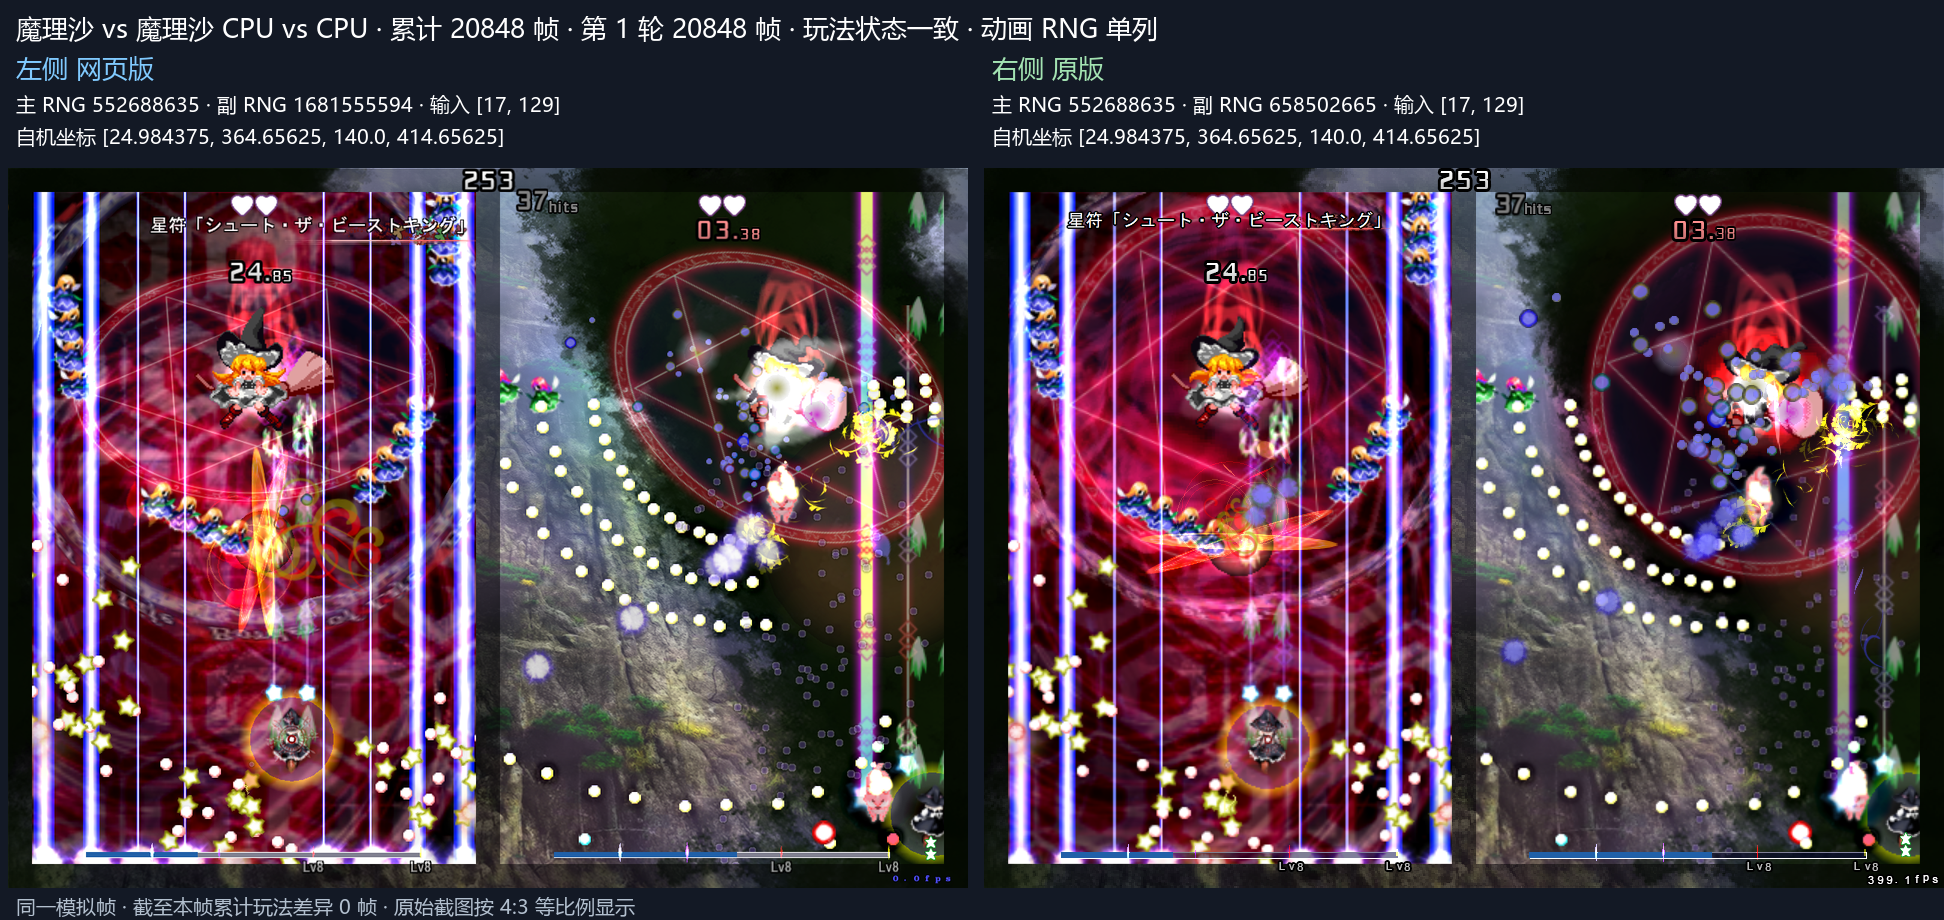 魔理沙 vs 魔理沙 CPU vs CPU · 累计 20848 帧 · 第 1 轮 20848 帧 · 玩法状态一致 · 动画 RNG 单列
左侧 网页版
主 RNG 552688635 · 副 RNG 1681555594 · 输入 [17, 129]
自机坐标 [24.984375, 364.65625, 140.0, 414.65625]
右侧 原版
主 RNG 552688635 · 副 RNG 658502665 · 输入 [17, 129]
自机坐标 [24.984375, 364.65625, 140.0, 414.65625]
253
37hits
星符「シュート・ザ・ビーストキング」
03.38
24.85
Lv8
Lv8
Lv8
Lv8
0.0fps
253
37hits
星符「シュート・ザ・ビーストキング」
03.38
24.85
Lv8
Lv8
Lv8
Lv8
399.1fps
同一模拟帧 · 截至本帧累计玩法差异 0 帧 · 原始截图按 4:3 等比例显示